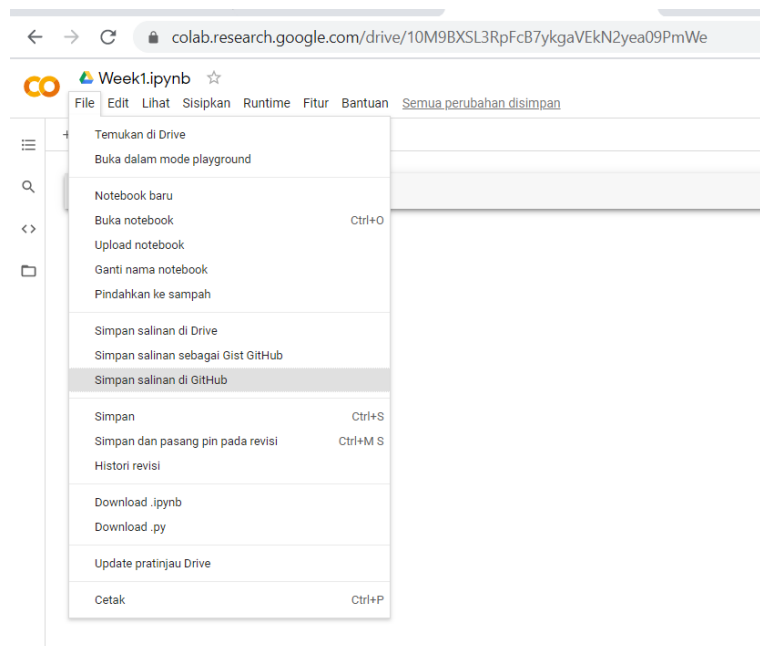 colab.research.google.com/drive/10M9BXSL3RpFcB7ykgaVEkN2yea09PmWe
Week1.ipynb
File Edit Lihat Sisipkan Runtime Fitur Bantuan Semua perubahan disimpan
Temukan di Drive
Buka dalam mode playground
Notebook baru
Buka notebook Ctrl+O
Upload notebook
Ganti nama notebook
Pindahkan ke sampah
Simpan salinan di Drive
Simpan salinan sebagai Gist GitHub
Simpan salinan di GitHub
Simpan Ctrl+S
Simpan dan pasang pin pada revisi Ctrl+M S
Histori revisi
Download .ipynb
Download .py
Update pratinjau Drive
Cetak Ctrl+P